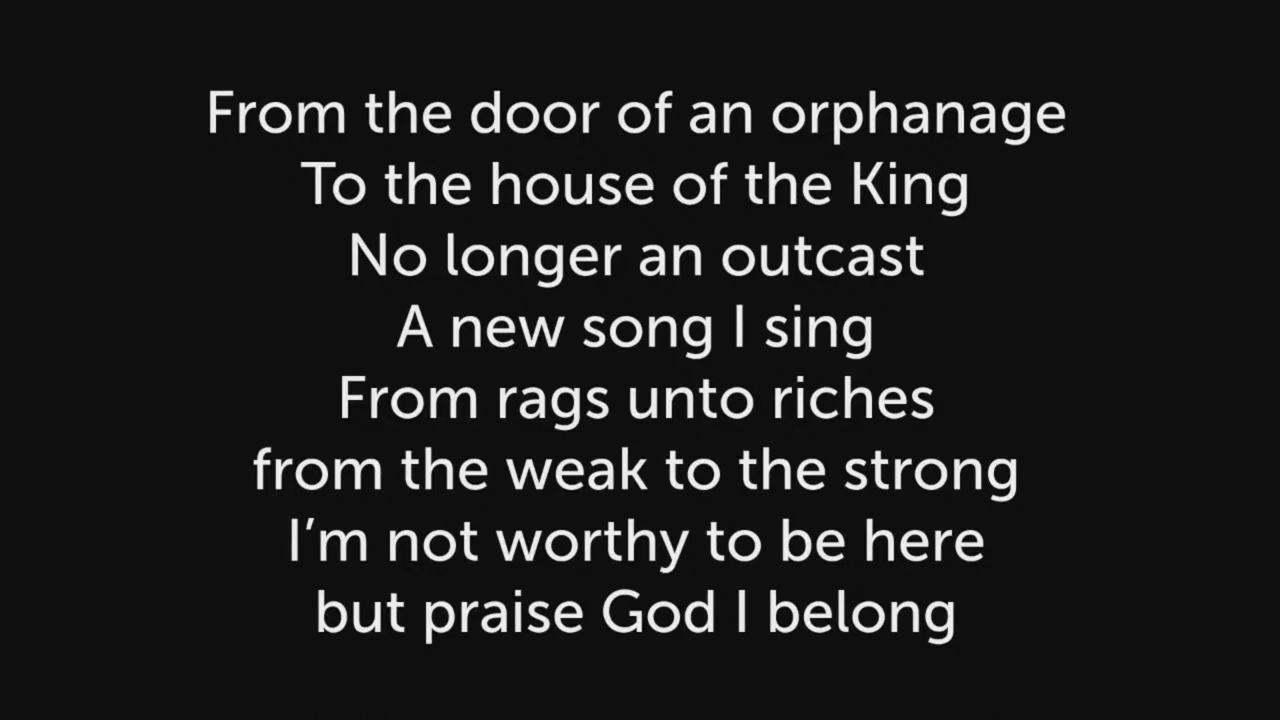 From the door of an orphanage
To the house of the King
No longer an outcast
A new song I sing
From rags unto riches
from the weak to the strong
I’m not worthy to be here
but praise God I belong